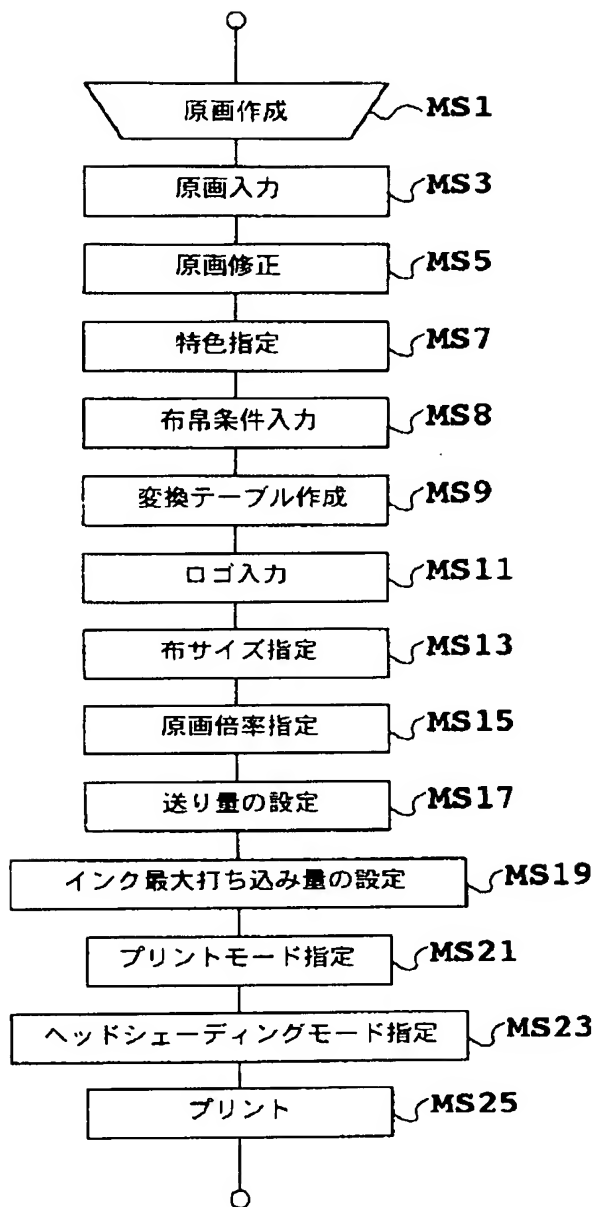 原画作成 MS1
原画入力 MS3
原画修正 MS5
特色指定 MS7
布帛条件入力 MS8
変換テーブル作成 MS9
ロゴ入力 MS11
布サイズ指定 MS13
原画倍率指定 MS15
送り量の設定 MS17
インク最大打ち込み量の設定 MS19
プリントモード指定 MS21
ヘッドシェーディングモード指定 MS23
プリント MS25